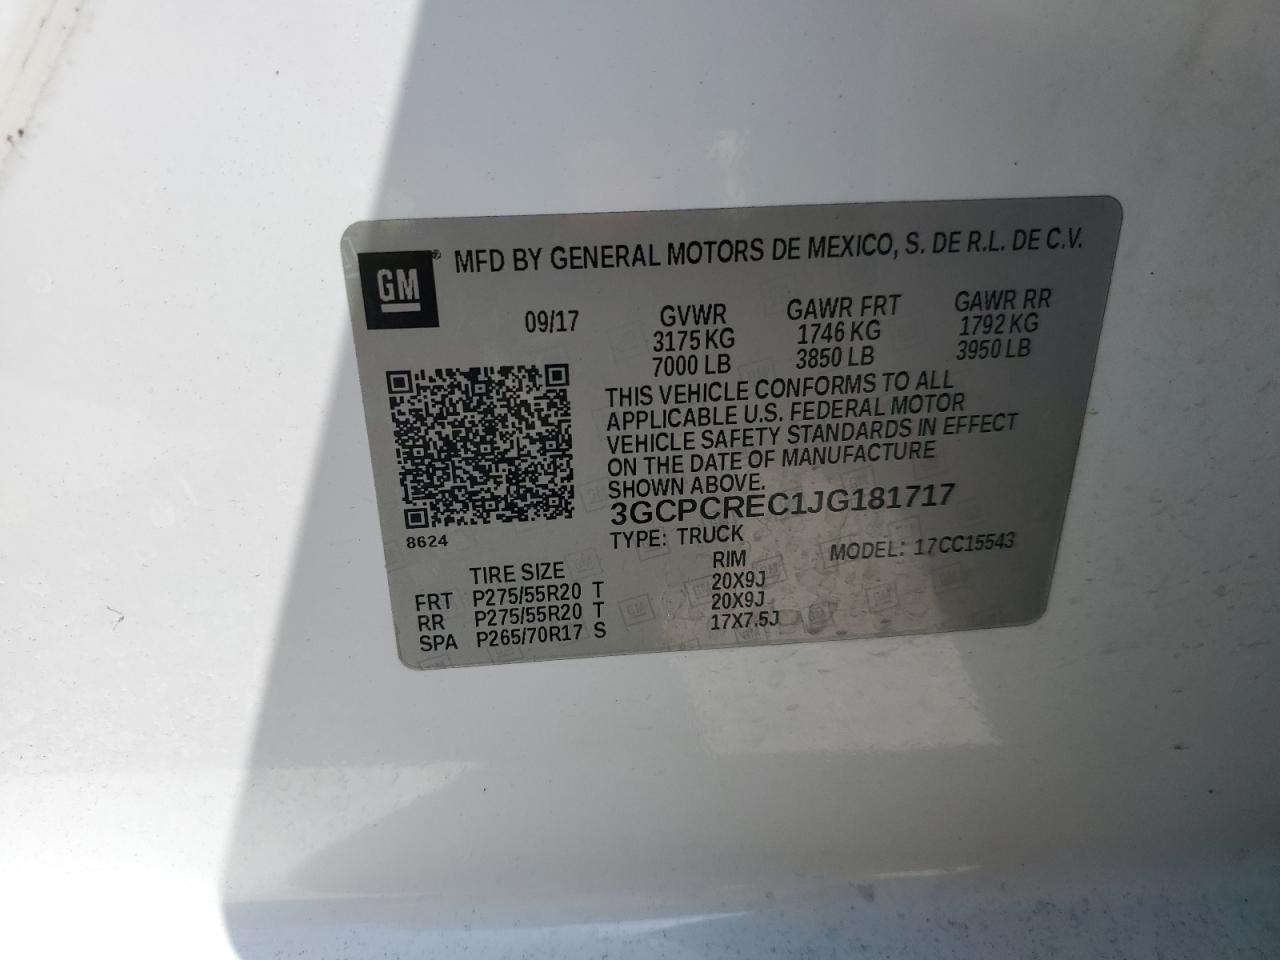 GM ® MFD BY GENERAL MOTORS DE MEXICO, S. DE R.L. DE C.V.
09/17 GVWR GAWR FRT GAWR RR
3175 KG 1746 KG 1792 KG
7000 LB 3850 LB 3950 LB
THIS VEHICLE CONFORMS TO ALL
APPLICABLE U.S. FEDERAL MOTOR
VEHICLE SAFETY STANDARDS IN EFFECT
ON THE DATE OF MANUFACTURE
SHOWN ABOVE.
3GCPCREC1JG181717
8624 TYPE: TRUCK MODEL: 17CC15543
TIRE SIZE RIM
FRT P275/55R20 T 20X9J
RR P275/55R20 T 20X9J
SPA P265/70R17 S 17X7.5J